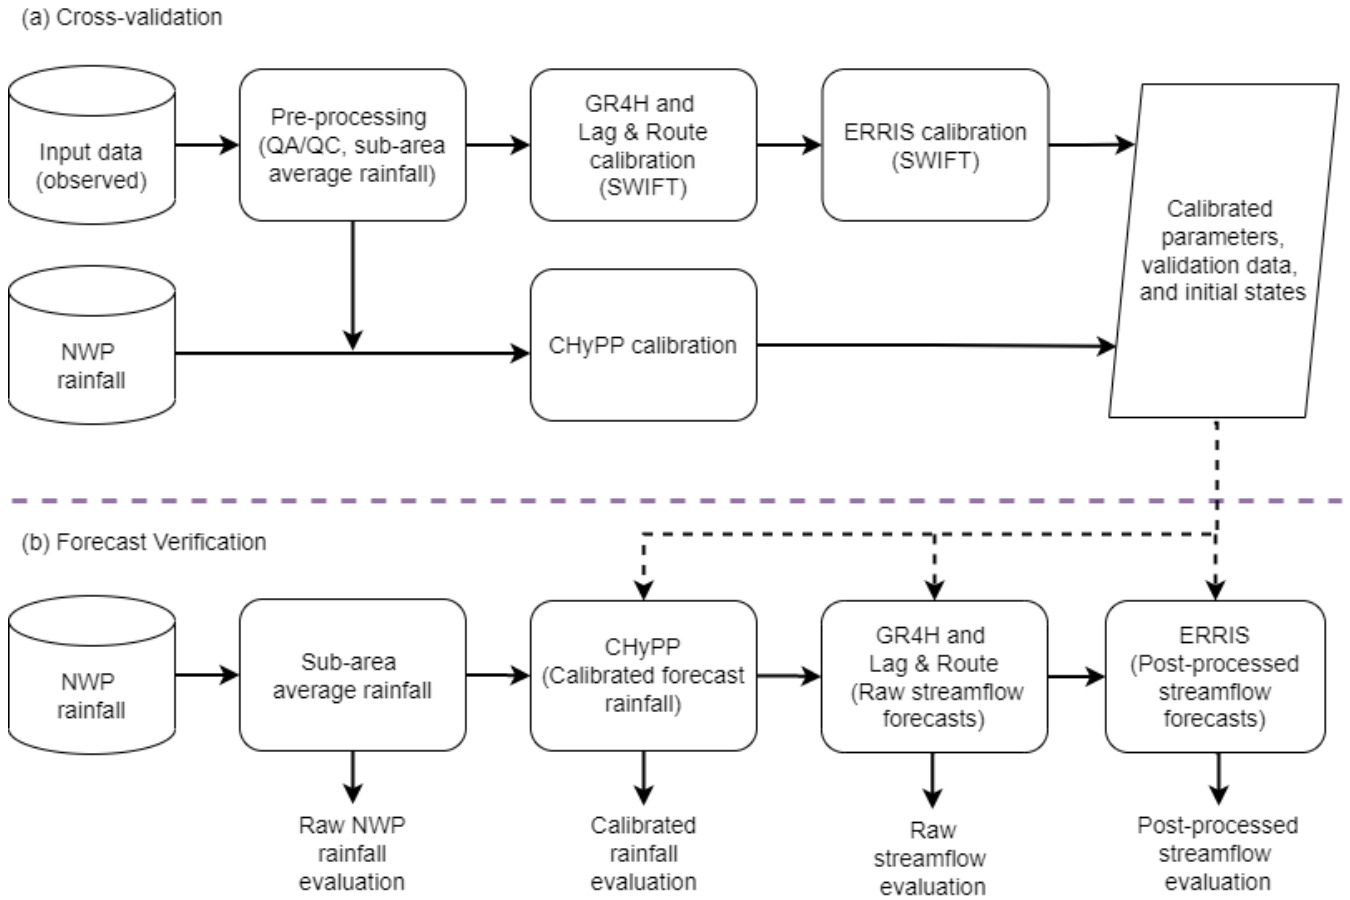 (a) Cross-validation
Input data
(observed)
Pre-processing
(QA/QC, sub-area
average rainfall)
GR4H and
Lag & Route
calibration
(SWIFT)
ERRIS calibration
(SWIFT)
Calibrated
parameters,
validation data,
and initial states
NWP
rainfall
CHyPP calibration
(b) Forecast Verification
NWP
rainfall
Sub-area
average rainfall
CHyPP
(Calibrated forecast
rainfall)
GR4H and
Lag & Route
(Raw streamflow
forecasts)
ERRIS
(Post-processed
streamflow
forecasts)
Raw NWP
rainfall
evaluation
Calibrated
rainfall
evaluation
Raw
streamflow
evaluation
Post-processed
streamflow
evaluation